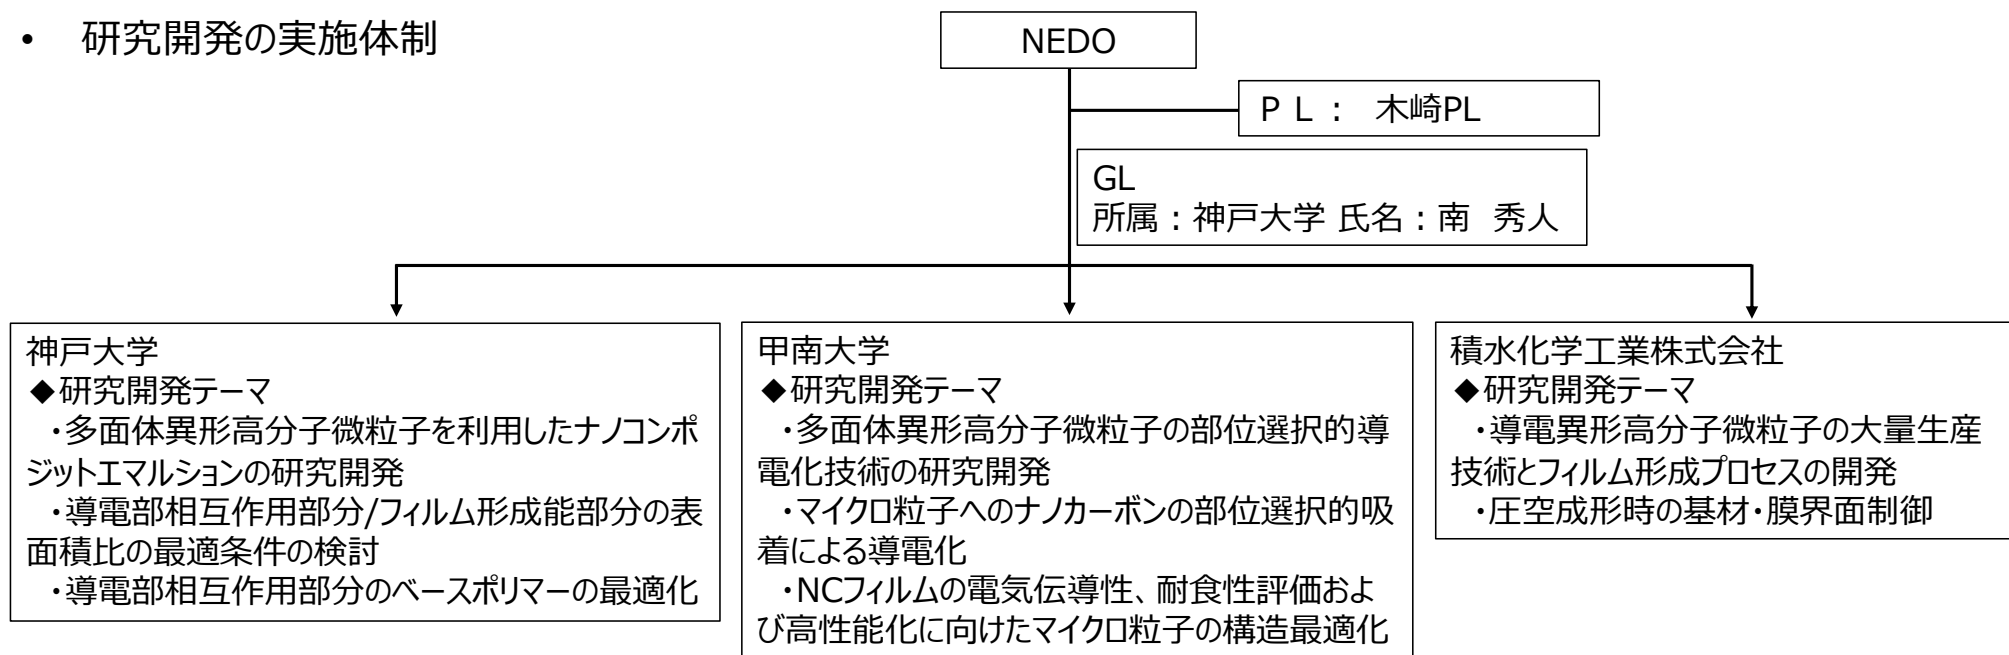 • 研究開発の実施体制
NEDO
ＰＬ： 木崎PL
GL
所属：神戸大学 氏名：南 秀人
神戸大学
◆研究開発テーマ
・多面体異形高分子微粒子を利用したナノコンポ
ジットエマルションの研究開発
・導電部相互作用部分/フィルム形成能部分の表
面積比の最適条件の検討
・導電部相互作用部分のベースポリマーの最適化
甲南大学
◆研究開発テーマ
・多面体異形高分子微粒子の部位選択的導
電化技術の研究開発
・マイクロ粒子へのナノカーボンの部位選択的吸
着による導電化
・NCフィルムの電気伝導性、耐食性評価およ
び高性能化に向けたマイクロ粒子の構造最適化
積水化学工業株式会社
◆研究開発テーマ
・導電異形高分子微粒子の大量生産
技術とフィルム形成プロセスの開発
・圧空成形時の基材・膜界面制御